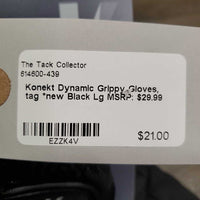 The Tack Collector
614600-439
Konekt Dynamic Grippy Gloves,
tag *new Black Lg MSRP: $29.99
EZZK4V
$21.00